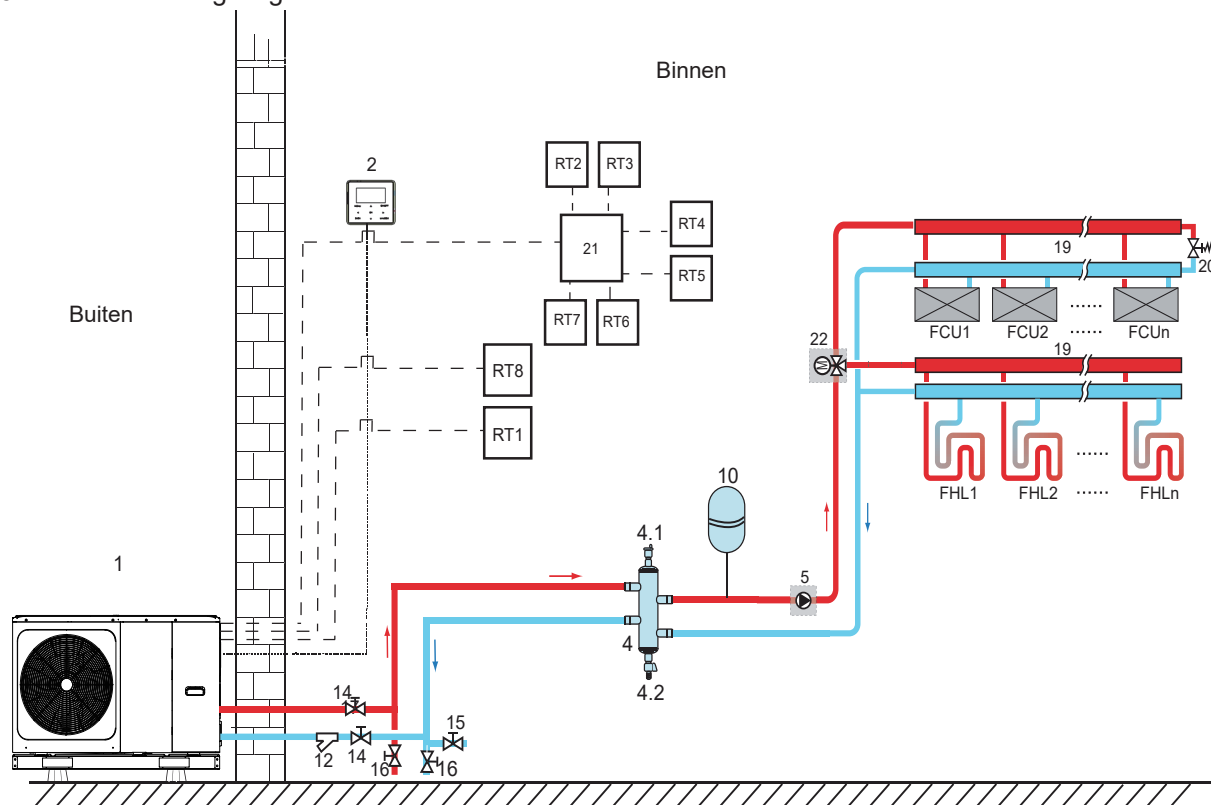 Binnen
2
RT2
RT3
RT4
21
RT5
RT7
RT6
Buiten
RT8
RT1
19
20
FCU1
FCU2
......
......
FCUn
22
19
FHL1
FHL2
......
......
FHLn
10
4.1
1
5
4
4.2
14
15
12
14
16
16